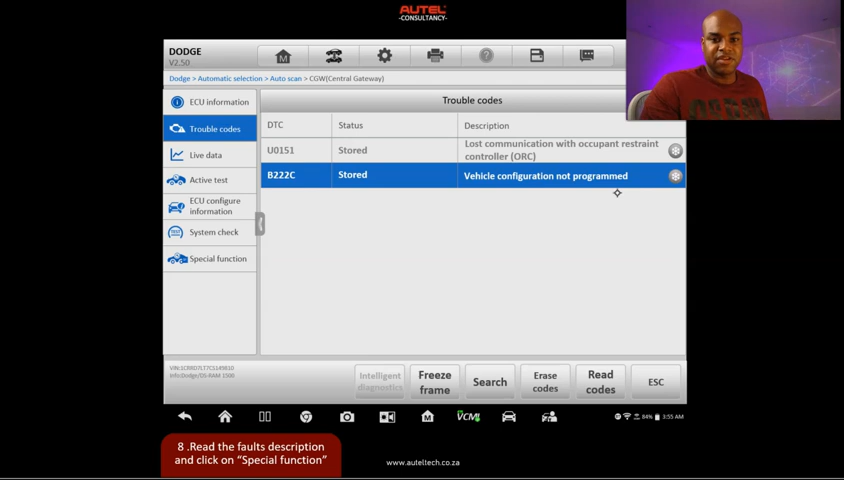 AUTEL
-CONSULTANCY-
DODGE
V2.50
Dodge > Automatic selection > Auto scan > CGW(Central Gateway)
ECU information
Trouble codes
Live data
Active test
ECU configure
information
System check
Special function
Trouble codes
DTC Status Description
U0151 Stored Lost communication with occupant restraint
controller (ORC)
B222C Stored Vehicle configuration not programmed
Intelligent
diagnostics
Freeze
frame
Search
Erase
codes
Read
codes
ESC
VCMI
84% 3:55 AM
8 .Read the faults description
and click on “Special function”
www.auteltech.co.za